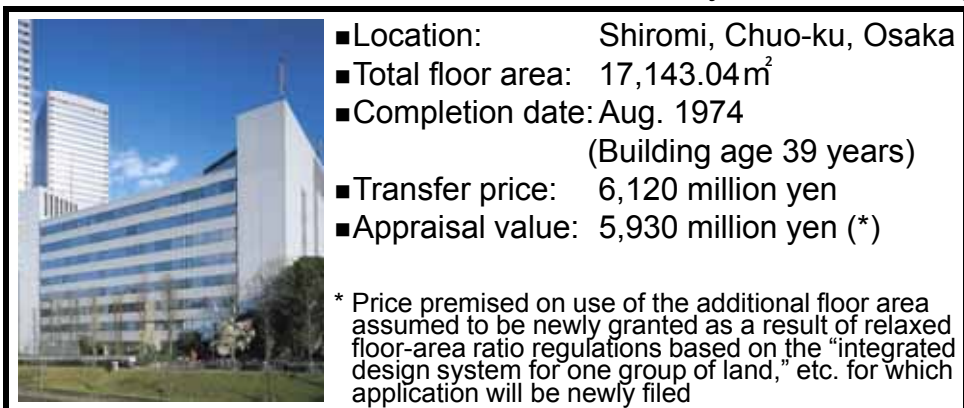 ■Location: Shiromi, Chuo-ku, Osaka
■Total floor area: 17,143.04㎡
■Completion date: Aug. 1974
(Building age 39 years)
■Transfer price: 6,120 million yen
■Appraisal value: 5,930 million yen (*)
* Price premised on use of the additional floor area
assumed to be newly granted as a result of relaxed
floor-area ratio regulations based on the “integrated
design system for one group of land,” etc. for which
application will be newly filed